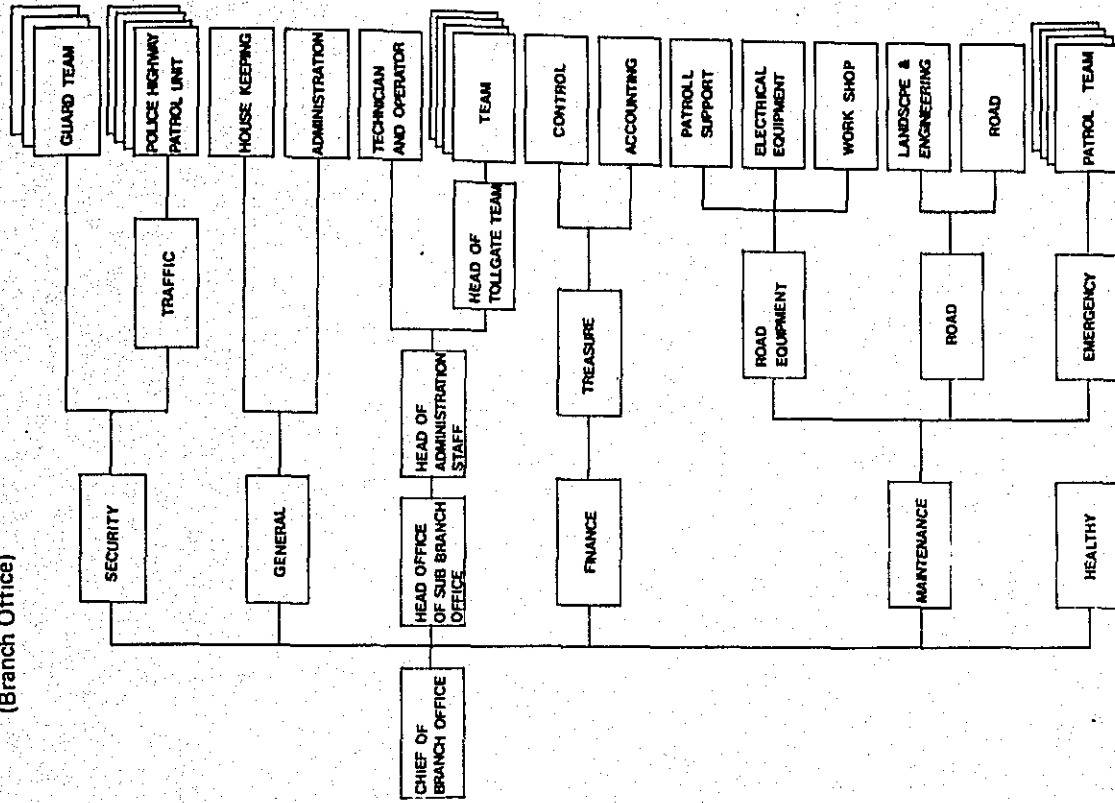 (Branch Office)
CHIEF OF
BRANCH OFFICE
SECURITY
GENERAL
HEAD OFFICE
OF SUB BRANCH
OFFICE
FINANCE
MAINTENANCE
HEALTHY
HEAD OF
ADMINISTRATION
STAFF
TREASURE
TRAFFIC
HEAD OF
TOLLGATE TEAM
ROAD
EQUIPMENT
ROAD
EMERGENCY
GUARD TEAM
POLICE HIGHWAY
PATROL UNIT
HOUSE KEEPING
ADMINISTRATION
TECHNICIAN
AND OPERATOR
TEAM
CONTROL
ACCOUNTING
PATROLL
SUPPORT
ELECTRICAL
EQUIPMENT
WORK SHOP
LANDSCPE &
ENGINEERING
ROAD
PATROL TEAM